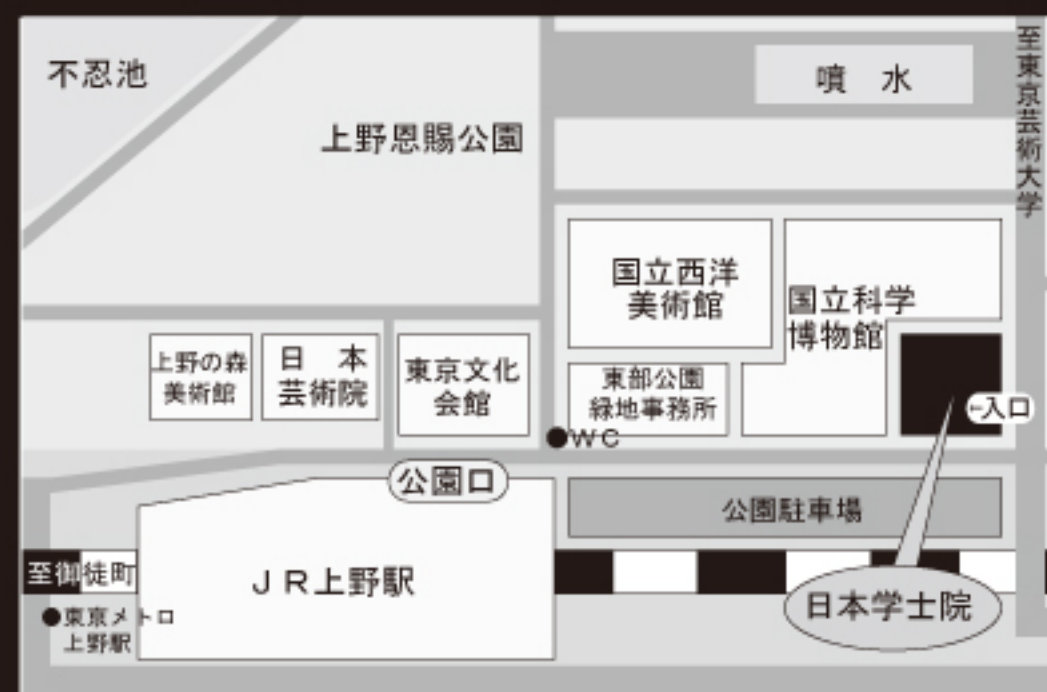 不忍池
上野恩賜公園
噴 水
至東京芸術大学
国立西洋
美術館
国立科学
博物館
上野の森
美術館
日 本
芸術院
東京文化
会館
東部公園
緑地事務所
●WC
←入口
公園口
公園駐車場
至御徒町
JR上野駅
●東京メトロ
上野駅
日本学士院